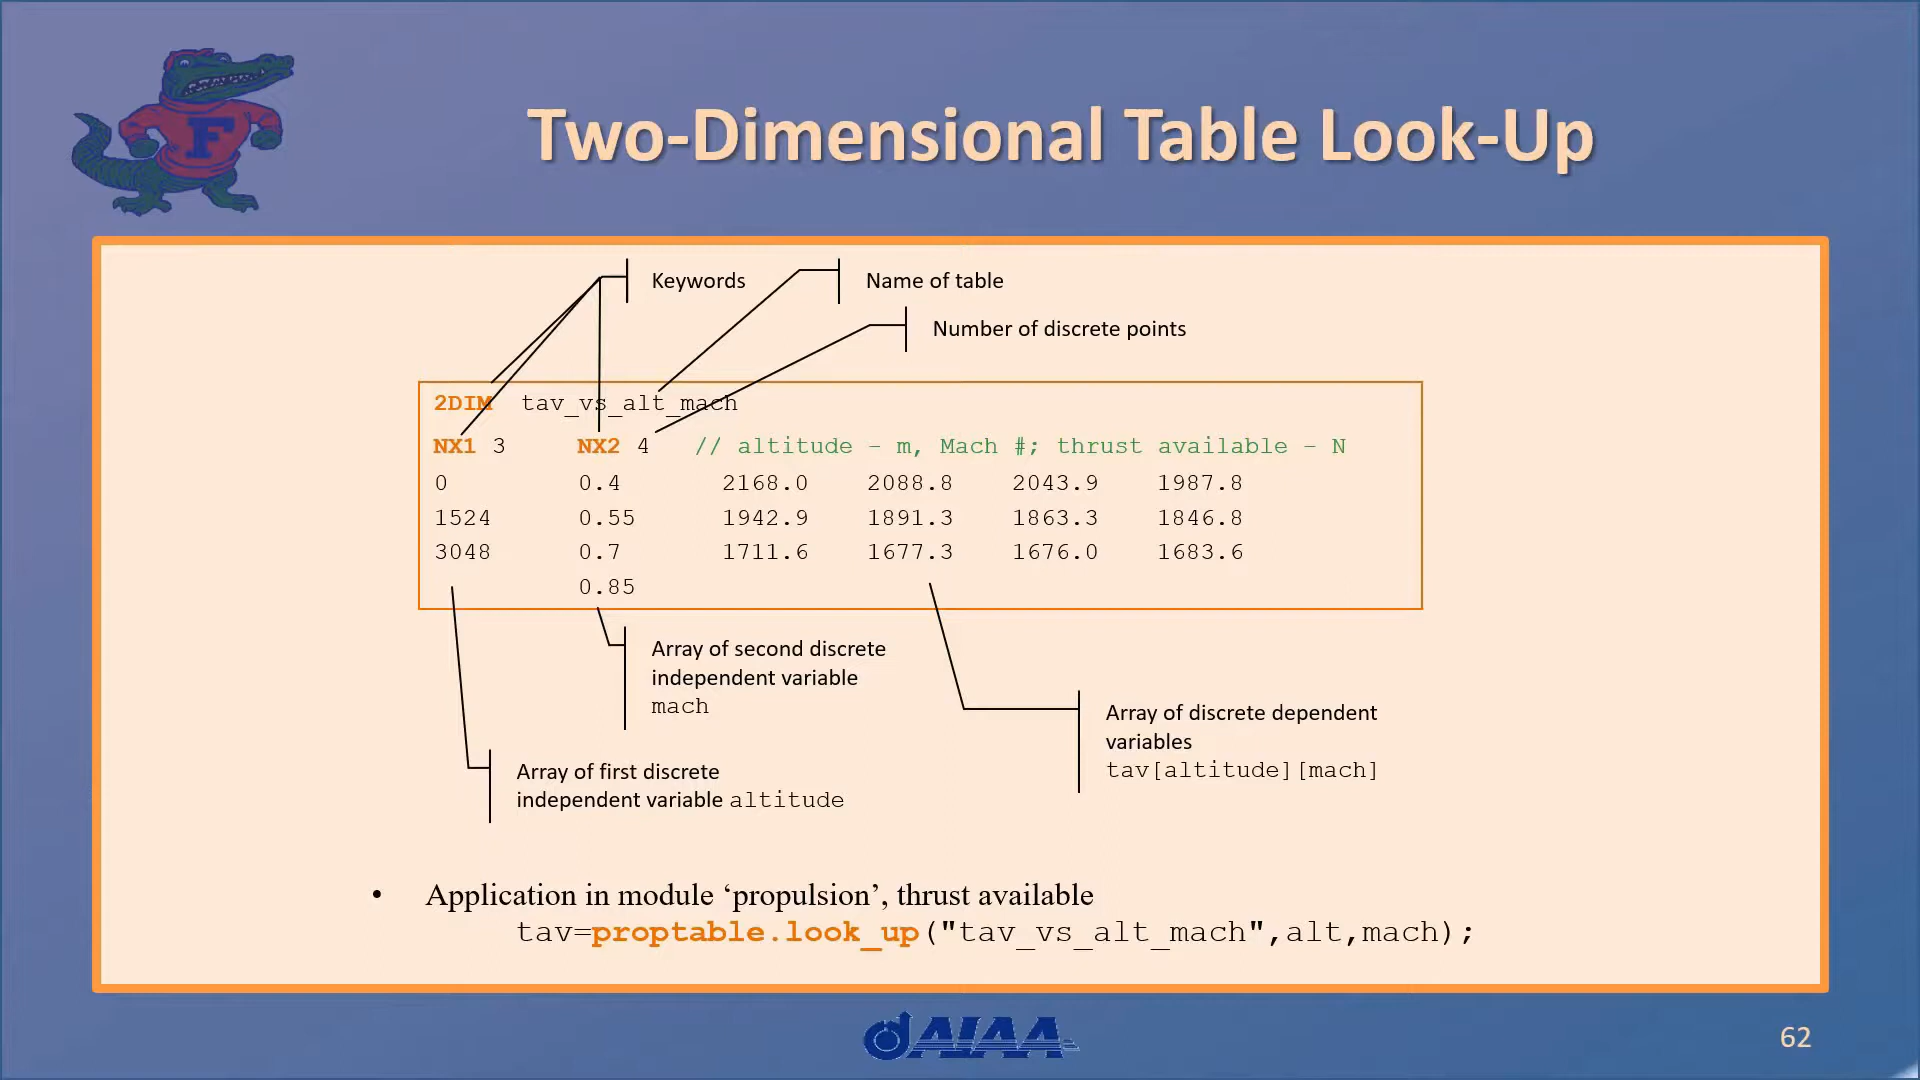 F
Two-Dimensional Table Look-Up
Keywords
Name of table
Number of discrete points
2DIM tav_vs_alt_mach
NX1 3 NX2 4 // altitude - m, Mach #; thrust available - N
0 0.4 2168.0 2088.8 2043.9 1987.8
1524 0.55 1942.9 1891.3 1863.3 1846.8
3048 0.7 1711.6 1677.3 1676.0 1683.6
0.85
Array of second discrete
independent variable
mach
Array of discrete dependent
variables
tav[altitude][mach]
Array of first discrete
independent variable altitude
• Application in module ‘propulsion’, thrust available
tav=proptable.look_up("tav_vs_alt_mach",alt,mach);
AIAA
62